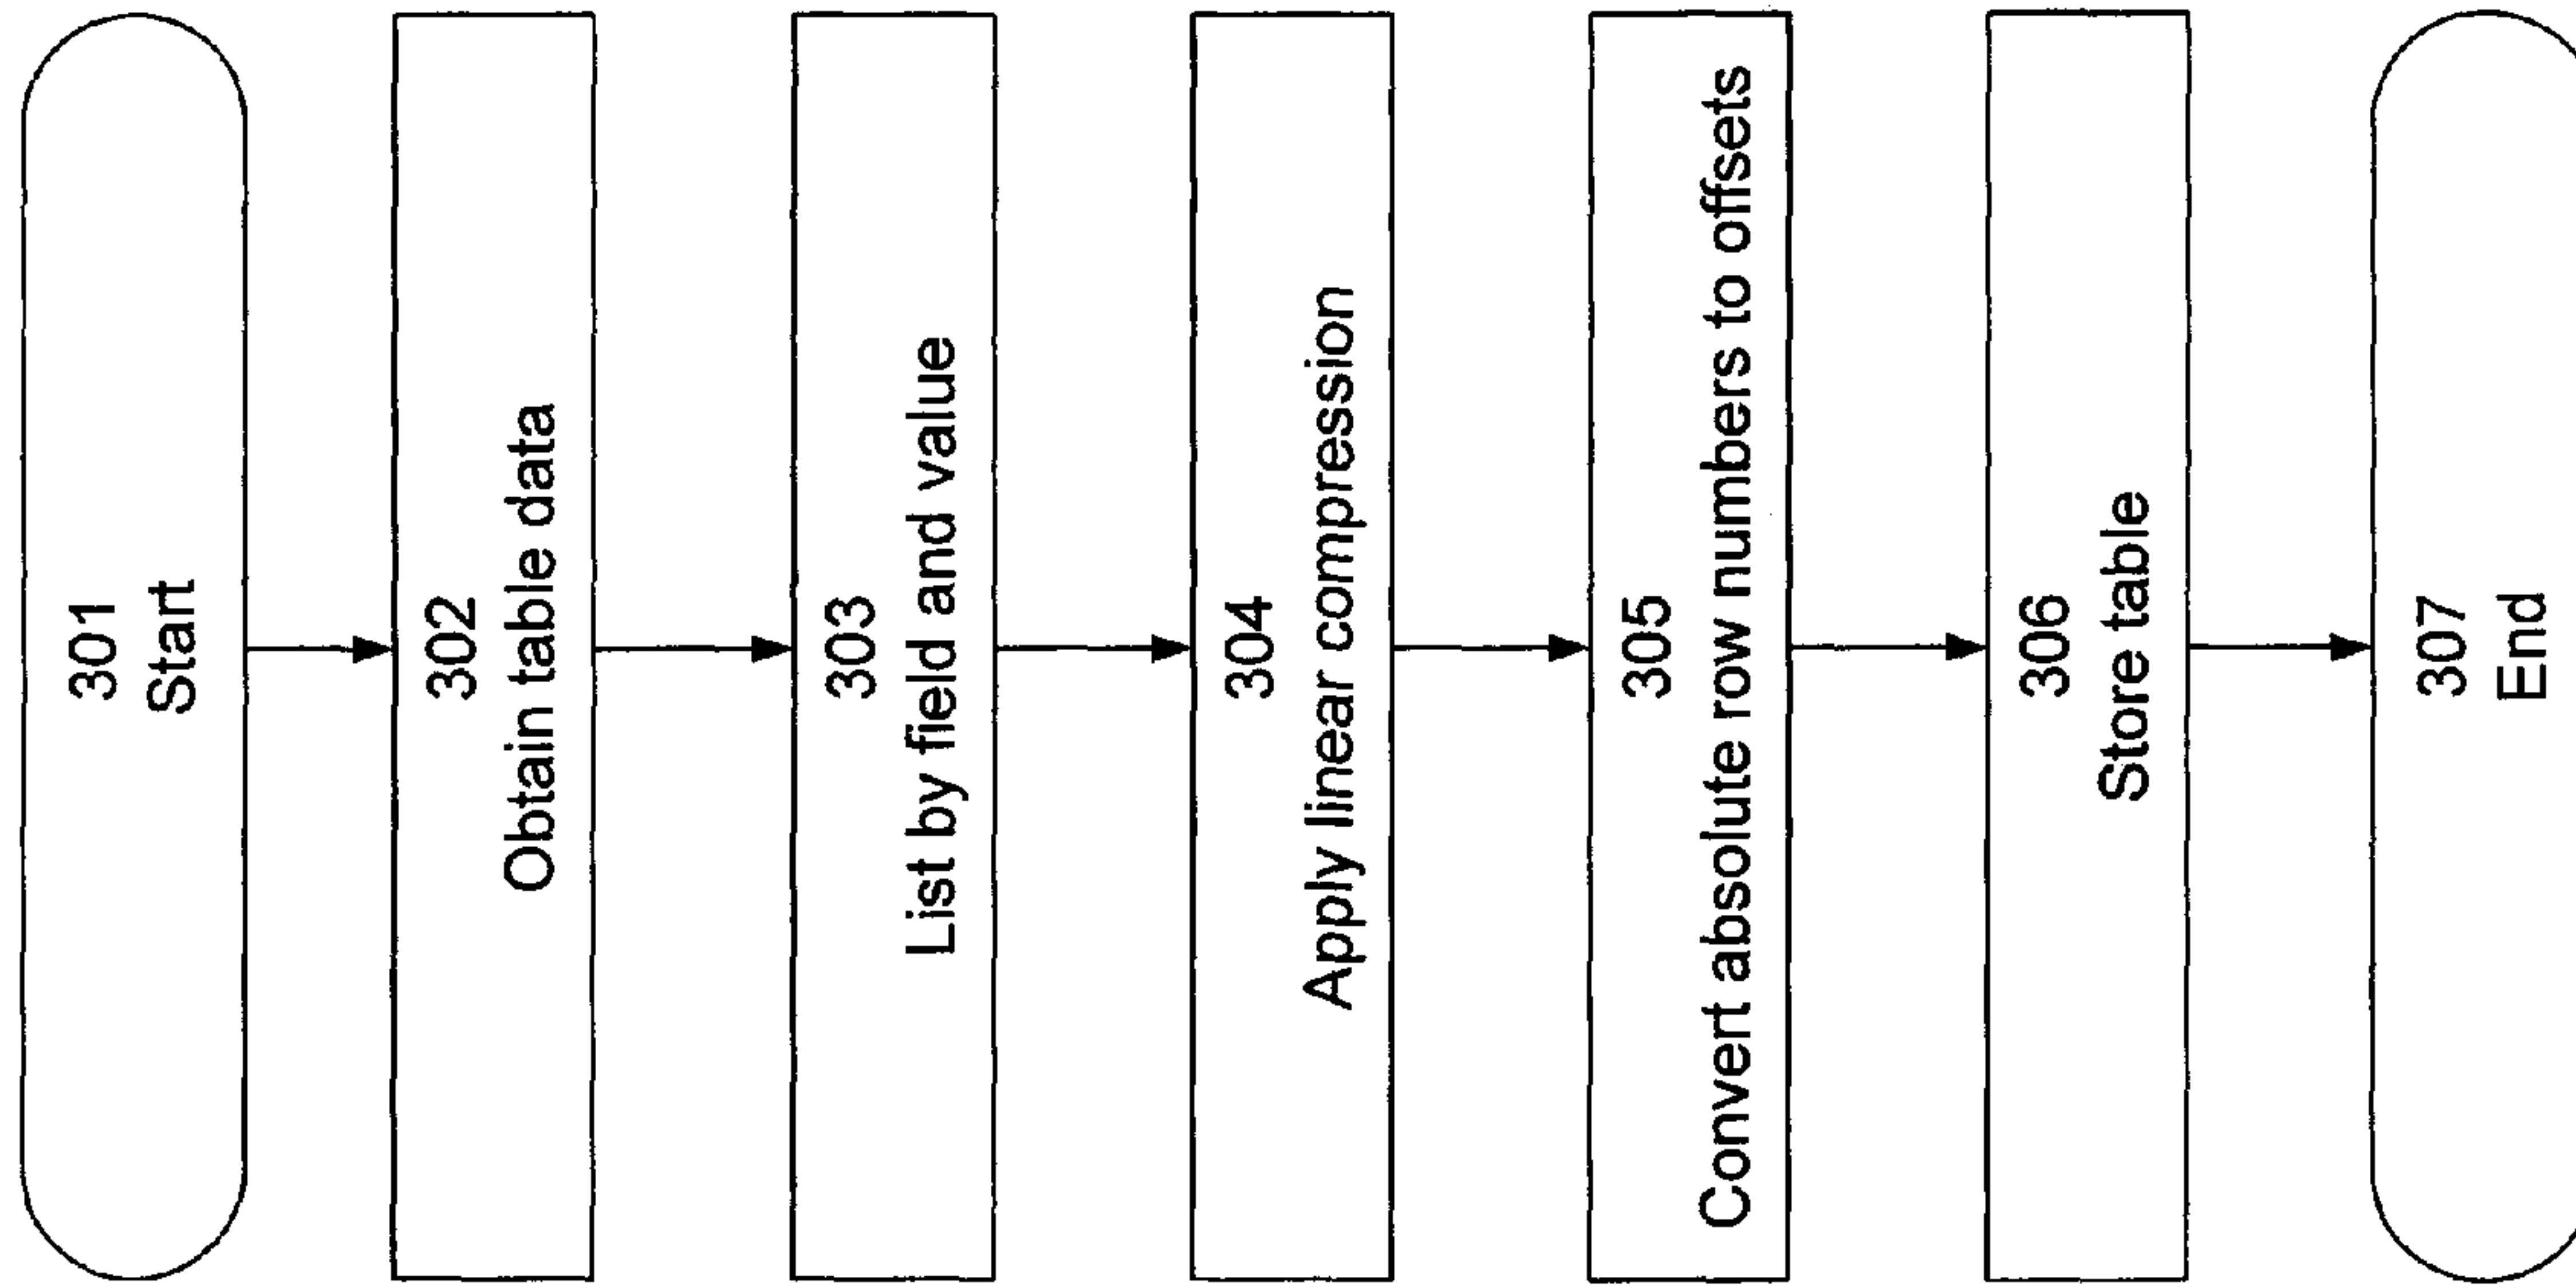 301
Start
302
Obtain table data
303
List by field and value
304
Apply linear compression
305
Convert absolute row numbers to offsets
306
Store table
307
End